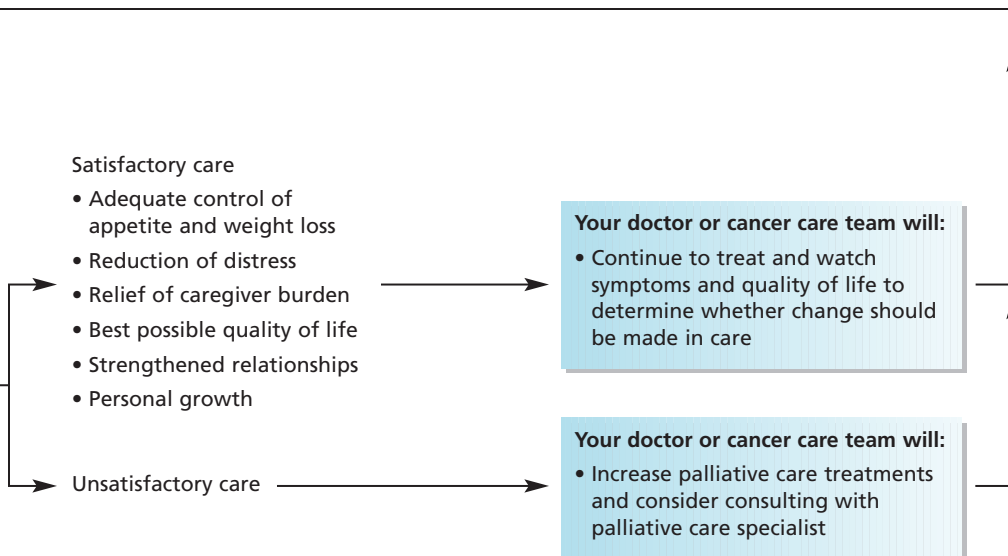 Satisfactory care
• Adequate control of
appetite and weight loss
• Reduction of distress
• Relief of caregiver burden
• Best possible quality of life
• Strengthened relationships
• Personal growth
Your doctor or cancer care team will:
• Continue to treat and watch
symptoms and quality of life to
determine whether change should
be made in care
Unsatisfactory care
Your doctor or cancer care team will:
• Increase palliative care treatments
and consider consulting with
palliative care specialist